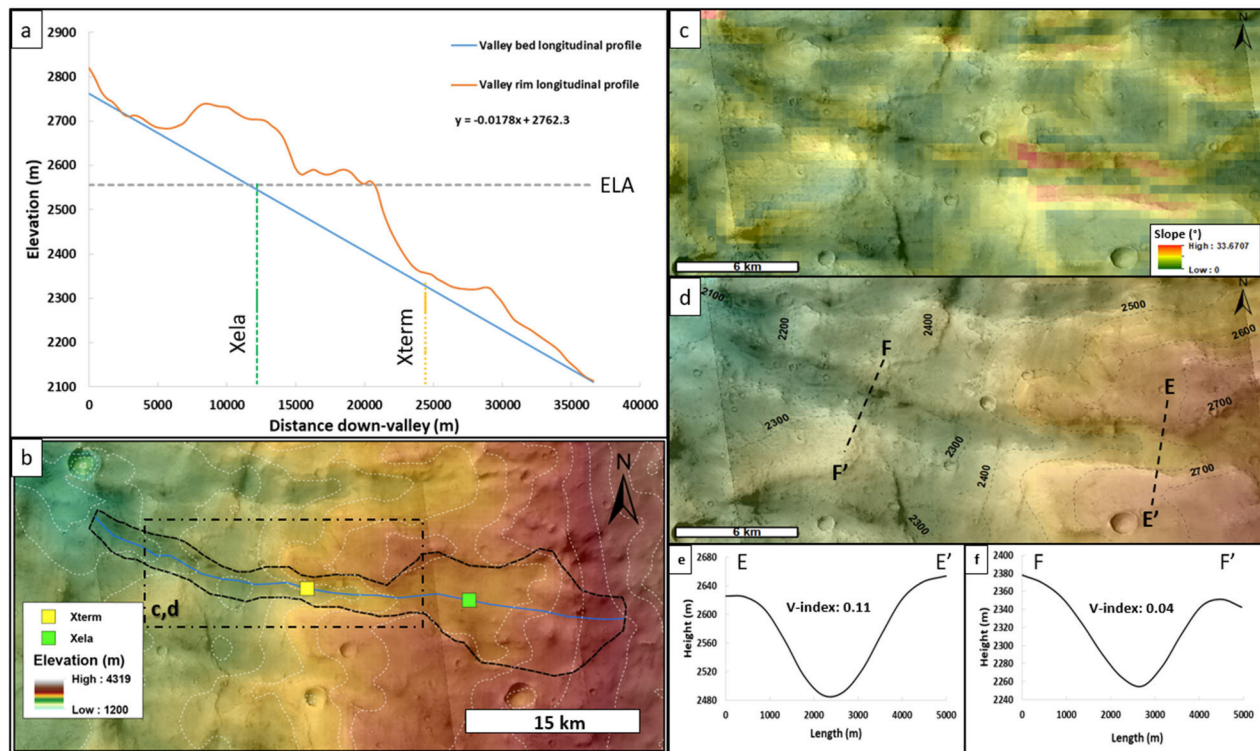 a
2900
2800
2700
2600
2500
2400
2300
2200
2100
Elevation (m)
Valley bed longitudinal profile
Valley rim longitudinal profile
y = -0.0178x + 2762.3
ELA
Xela
Xterm
0 5000 10000 15000 20000 25000 30000 35000 40000
Distance down-valley (m)
b
N
c,d
Xterm
Xela
Elevation (m)
High : 4319
Low : 1200
15 km
c
N
Slope (°)
High : 33.6707
Low : 0
6 km
d
N
2100
2200
2400
2500
2600
F
E
2700
2300
F'
2300
2400
2700
E'
2300
6 km
e
E E'
V-index: 0.11
2680
2640
2600
2560
2520
2480
Height (m)
0 1000 2000 3000 4000 5000
Length (m)
f
F F'
V-index: 0.04
2400
2380
2360
2340
2320
2300
2280
2260
2240
Height (m)
0 1000 2000 3000 4000 5000
Length (m)